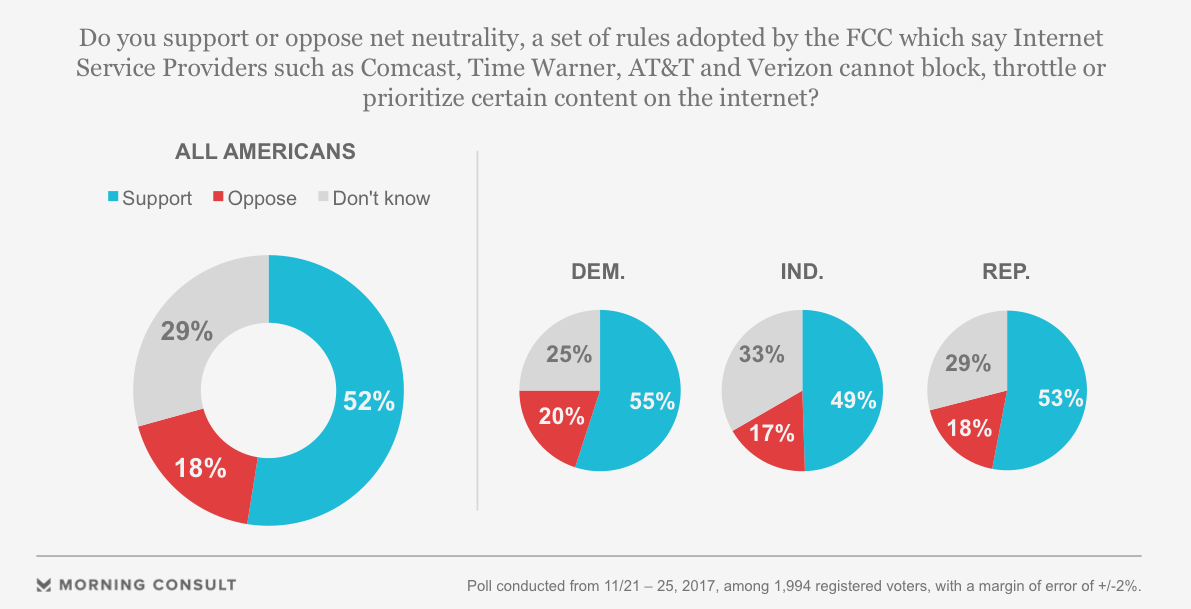 Do you support or oppose net neutrality, a set of rules adopted by the FCC which say Internet
Service Providers such as Comcast, Time Warner, AT&T and Verizon cannot block, throttle or
prioritize certain content on the internet?
ALL AMERICANS
Support Oppose Don't know
29%
52%
18%
DEM.
25%
55%
20%
IND.
33%
49%
17%
REP.
29%
53%
18%
MORNING CONSULT
Poll conducted from 11/21 – 25, 2017, among 1,994 registered voters, with a margin of error of +/-2%.